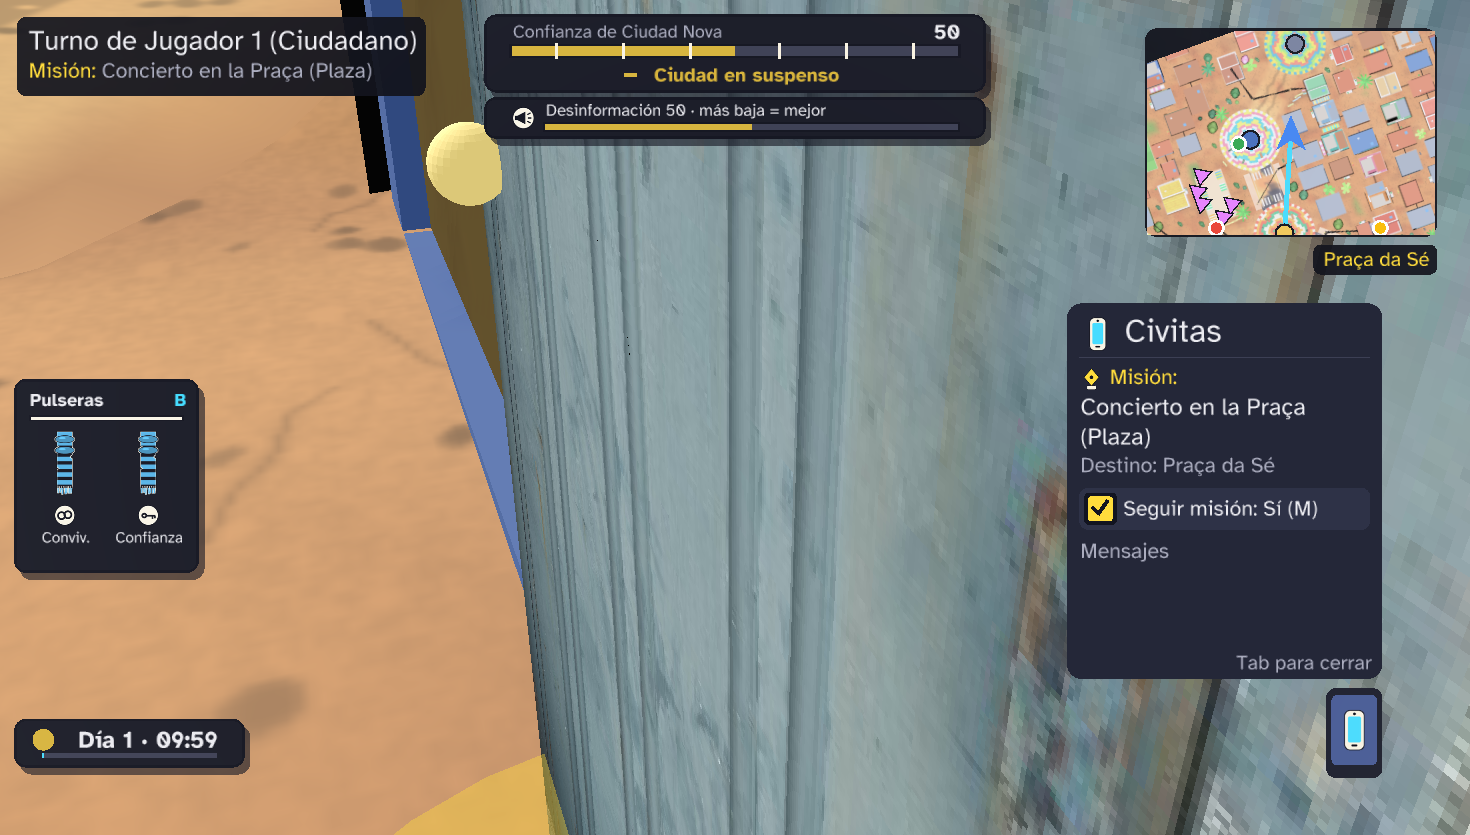 Turno de Jugador 1 (Ciudadano)
Misión: Concierto en la Praça (Plaza)
Confianza de Ciudad Nova 50
Ciudad en suspenso
Desinformación 50 · más baja = mejor
Praça da Sé
Civitas
Misión:
Concierto en la Praça
(Plaza)
Destino: Praça da Sé
Seguir misión: Sí (M)
Mensajes
Tab para cerrar
Pulseras B
Conviv. Confianza
Día 1 · 09:59